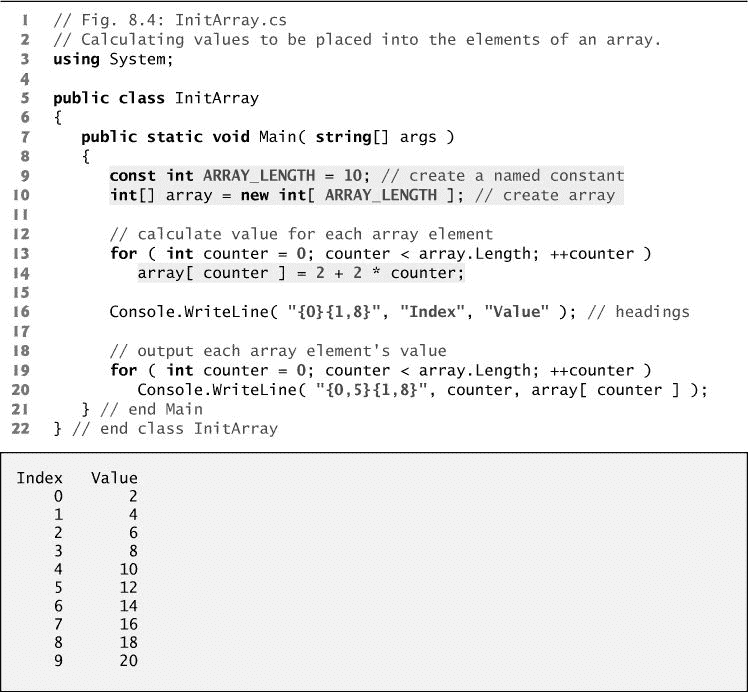 1 // Fig. 8.4: InitArray.cs
2 // Calculating values to be placed into the elements of an array.
3 using System;
4
5 public class InitArray
6 {
7 public static void Main( string[] args )
8 {
9 const int ARRAY_LENGTH = 10; // create a named constant
10 int[] array = new int[ ARRAY_LENGTH ]; // create array
11
12 // calculate value for each array element
13 for ( int counter = 0; counter < array.Length; ++counter )
14 array[ counter ] = 2 + 2 * counter;
15
16 Console.WriteLine( "{0}{1,8}", "Index", "Value" ); // headings
17
18 // output each array element's value
19 for ( int counter = 0; counter < array.Length; ++counter )
20 Console.WriteLine( "{0,5}{1,8}", counter, array[ counter ] );
21 } // end Main
22 } // end class InitArray
Index Value
0 2
1 4
2 6
3 8
4 10
5 12
6 14
7 16
8 18
9 20